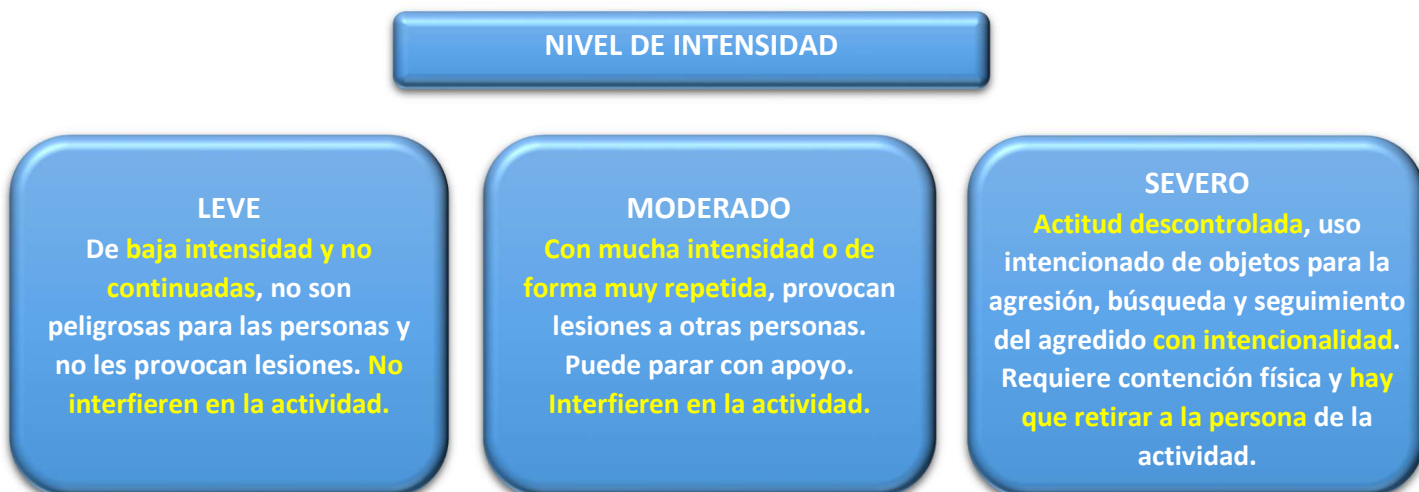 NIVEL DE INTENSIDAD
LEVE
De baja intensidad y no
continuadas, no son
peligrosas para las personas y
no les provocan lesiones. No
interfieren en la actividad.
MODERADO
Con mucha intensidad o de
forma muy repetida, provocan
lesiones a otras personas.
Puede parar con apoyo.
Interfieren en la actividad.
SEVERO
Actitud descontrolada, uso
intencionado de objetos para la
agresión, búsqueda y seguimiento
del agredido con intencionalidad.
Requiere contención física y hay
que retirar a la persona de la
actividad.